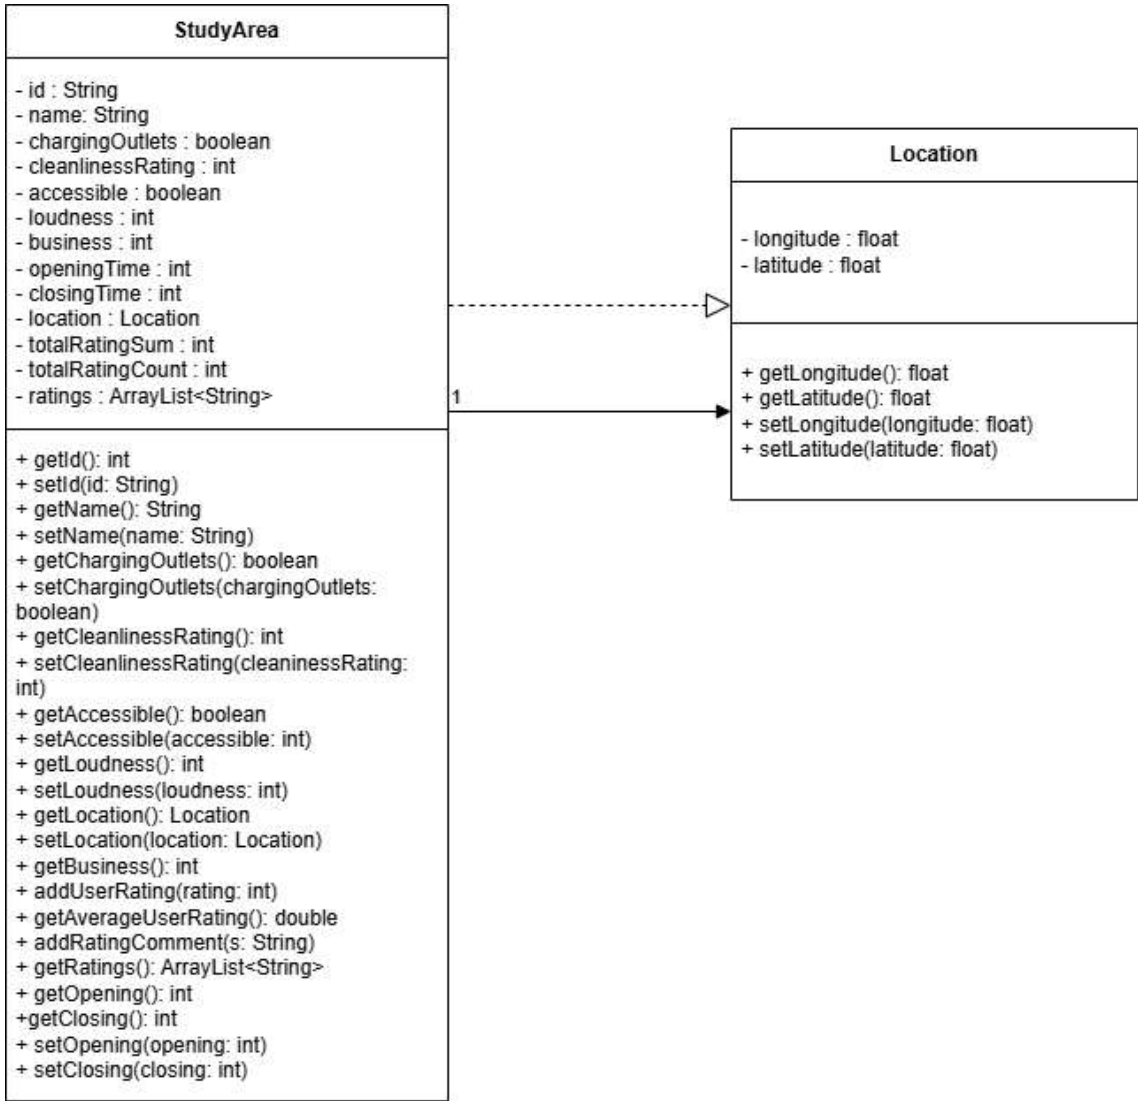 StudyArea
- id : String
- name: String
- chargingOutlets : boolean
- cleanlinessRating : int
- accessible : boolean
- loudness : int
- business : int
- openingTime : int
- closingTime : int
- location : Location
- totalRatingSum : int
- totalRatingCount : int
- ratings : ArrayList<String>
+ getId(): int
+ setId(id: String)
+ getName(): String
+ setName(name: String)
+ getChargingOutlets(): boolean
+ setChargingOutlets(chargingOutlets:
boolean)
+ getCleanlinessRating(): int
+ setCleanlinessRating(cleaninessRating:
int)
+ getAccessible(): boolean
+ setAccessible(accessible: int)
+ getLoudness(): int
+ setLoudness(loudness: int)
+ getLocation(): Location
+ setLocation(location: Location)
+ getBusiness(): int
+ addUserRating(rating: int)
+ getAverageUserRating(): double
+ addRatingComment(s: String)
+ getRatings(): ArrayList<String>
+ getOpening(): int
+getClosing(): int
+ setOpening(opening: int)
+ setClosing(closing: int)
1
Location
- longitude : float
- latitude : float
+ getLongitude(): float
+ getLatitude(): float
+ setLongitude(longitude: float)
+ setLatitude(latitude: float)